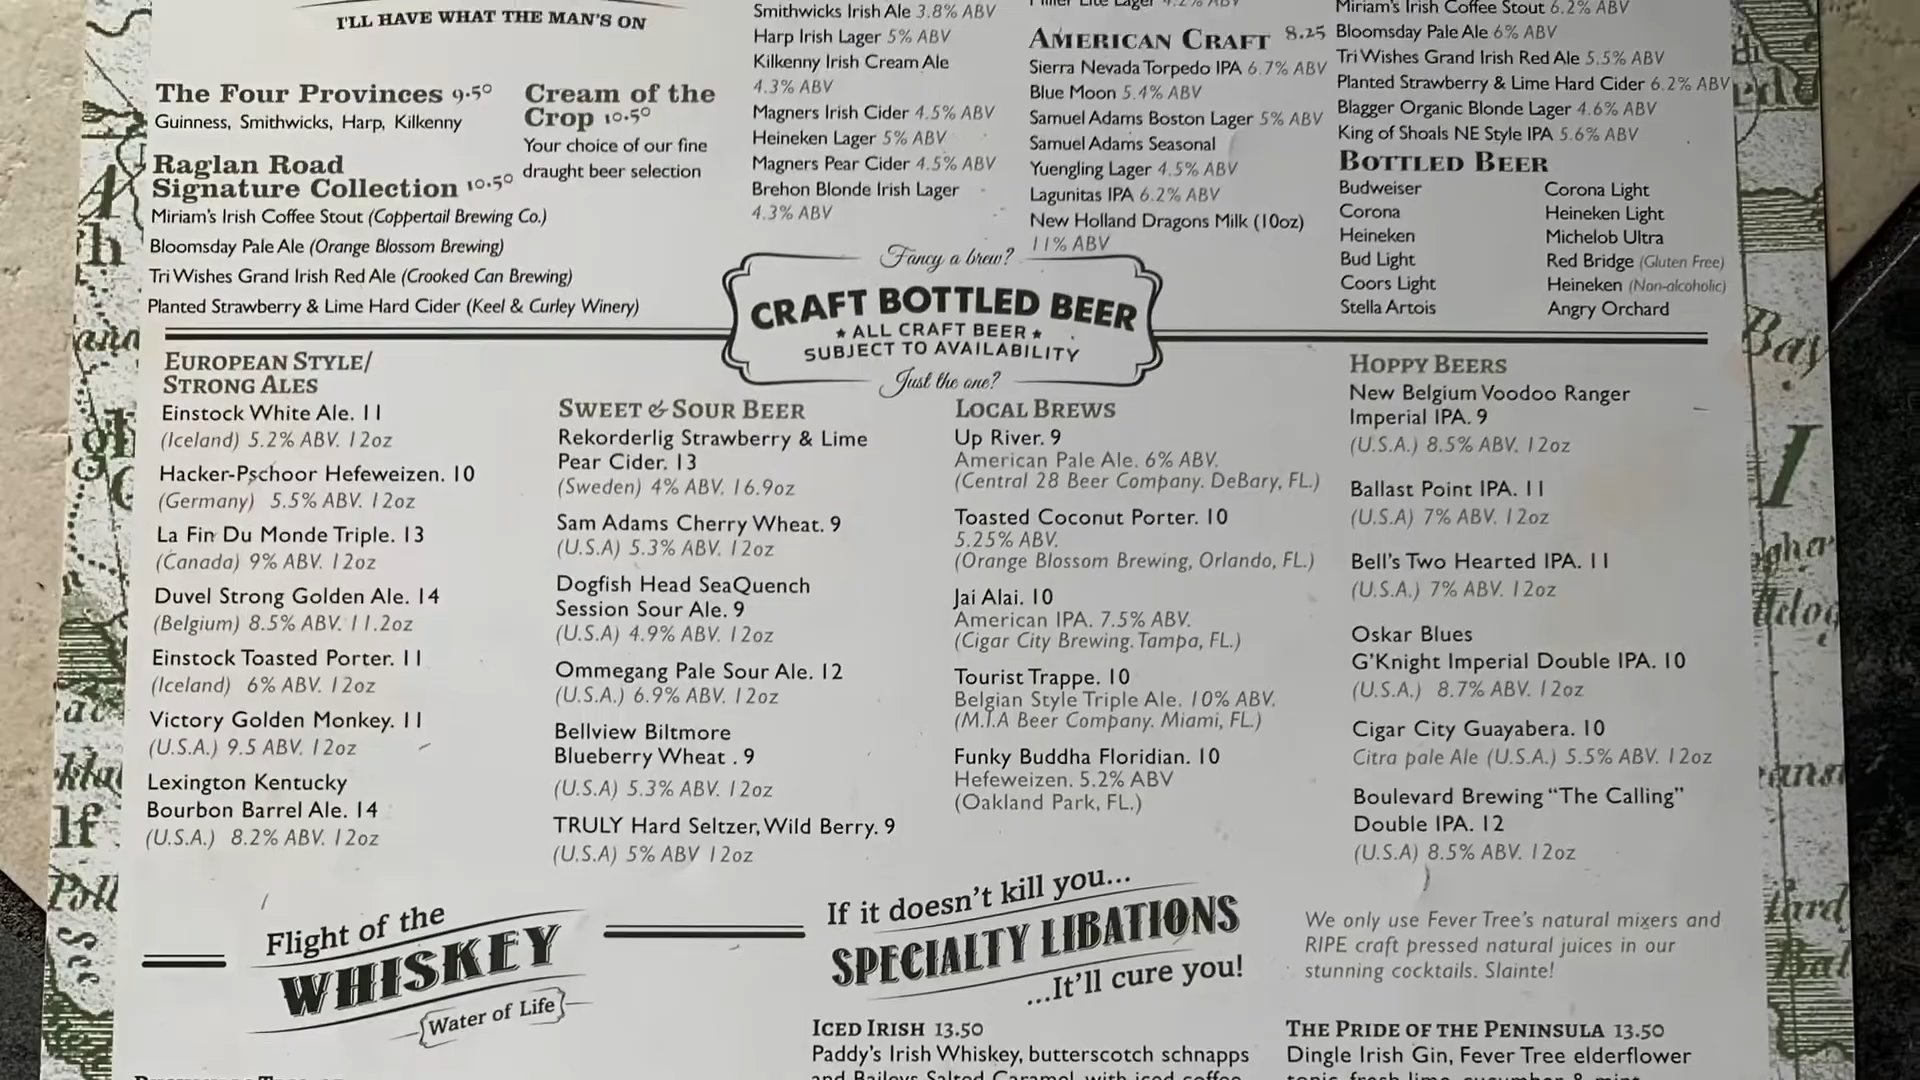 I'LL HAVE WHAT THE MAN'S ON
The Four Provinces 9.50
Guinness, Smithwicks, Harp, Kilkenny
Raglan Road
Signature Collection 10.50
Miriam's Irish Coffee Stout (Coppertail Brewing Co.)
Bloomsday Pale Ale (Orange Blossom Brewing)
Tri Wishes Grand Irish Red Ale (Crooked Can Brewing)
Planted Strawberry & Lime Hard Cider (Keel & Curley Winery)
Cream of the
Crop 10.50
Your choice of our fine
draught beer selection
Smithwicks Irish Ale 3.8% ABV
Harp Irish Lager 5% ABV
Kilkenny Irish Cream Ale
4.3% ABV
Magners Irish Cider 4.5% ABV
Heineken Lager 5% ABV
Magners Pear Cider 4.5% ABV
Brehon Blonde Irish Lager
4.3% ABV
Miller Lite Lager 4.2% ABV
AMERICAN CRAFT 8.25
Sierra Nevada Torpedo IPA 6.7% ABV
Blue Moon 5.4% ABV
Samuel Adams Boston Lager 5% ABV
Samuel Adams Seasonal
Yuengling Lager 4.5% ABV
Lagunitas IPA 6.2% ABV
New Holland Dragons Milk (10oz)
11% ABV
Miriam's Irish Coffee Stout 6.2% ABV
Bloomsday Pale Ale 6% ABV
Tri Wishes Grand Irish Red Ale 5.5% ABV
Planted Strawberry & Lime Hard Cider 6.2% ABV
Blagger Organic Blonde Lager 4.6% ABV
King of Shoals NE Style IPA 5.6% ABV
BOTTLED BEER
Budweiser
Corona
Heineken
Bud Light
Coors Light
Stella Artois
Corona Light
Heineken Light
Michelob Ultra
Red Bridge (Gluten Free)
Heineken (Non-alcoholic)
Angry Orchard
Fancy a brew?
CRAFT BOTTLED BEER
★ ALL CRAFT BEER ★
SUBJECT TO AVAILABILITY
Just the one?
EUROPEAN STYLE/
STRONG ALES
Einstock White Ale. 11
(Iceland) 5.2% ABV. 12oz
Hacker-Pschoor Hefeweizen. 10
(Germany) 5.5% ABV. 12oz
La Fin Du Monde Triple. 13
(Canada) 9% ABV. 12oz
Duvel Strong Golden Ale. 14
(Belgium) 8.5% ABV. 11.2oz
Einstock Toasted Porter. 11
(Iceland) 6% ABV. 12oz
Victory Golden Monkey. 11
(U.S.A.) 9.5 ABV. 12oz
Lexington Kentucky
Bourbon Barrel Ale. 14
(U.S.A.) 8.2% ABV. 12oz
SWEET & SOUR BEER
Rekorderlig Strawberry & Lime
Pear Cider. 13
(Sweden) 4% ABV. 16.9oz
Sam Adams Cherry Wheat. 9
(U.S.A) 5.3% ABV. 12oz
Dogfish Head SeaQuench
Session Sour Ale. 9
(U.S.A) 4.9% ABV. 12oz
Ommegang Pale Sour Ale. 12
(U.S.A.) 6.9% ABV. 12oz
Bellview Biltmore
Blueberry Wheat . 9
(U.S.A) 5.3% ABV. 12oz
TRULY Hard Seltzer, Wild Berry. 9
(U.S.A) 5% ABV 12oz
LOCAL BREWS
Up River. 9
American Pale Ale. 6% ABV.
(Central 28 Beer Company. DeBary, FL.)
Toasted Coconut Porter. 10
5.25% ABV.
(Orange Blossom Brewing, Orlando, FL.)
Jai Alai. 10
American IPA. 7.5% ABV.
(Cigar City Brewing. Tampa, FL.)
Tourist Trappe. 10
Belgian Style Triple Ale. 10% ABV.
(M.I.A Beer Company. Miami, FL.)
Funky Buddha Floridian. 10
Hefeweizen. 5.2% ABV
(Oakland Park, FL.)
HOPPY BEERS
New Belgium Voodoo Ranger
Imperial IPA. 9
(U.S.A.) 8.5% ABV. 12oz
Ballast Point IPA. 11
(U.S.A) 7% ABV. 12oz
Bell's Two Hearted IPA. 11
(U.S.A.) 7% ABV. 12oz
Oskar Blues
G'Knight Imperial Double IPA. 10
(U.S.A.) 8.7% ABV. 12oz
Cigar City Guayabera. 10
Citra pale Ale (U.S.A.) 5.5% ABV. 12oz
Boulevard Brewing "The Calling"
Double IPA. 12
(U.S.A) 8.5% ABV. 12oz
Flight of the
WHISKEY
Water of Life
If it doesn't kill you...
SPECIALTY LIBATIONS
...It'll cure you!
We only use Fever Tree's natural mixers and
RIPE craft pressed natural juices in our
stunning cocktails. Slainte!
ICED IRISH 13.50
Paddy's Irish Whiskey, butterscotch schnapps
and Baileys Salted Caramel, with iced coffee
THE PRIDE OF THE PENINSULA 13.50
Dingle Irish Gin, Fever Tree elderflower
tonic, fresh lime, cucumber & mint